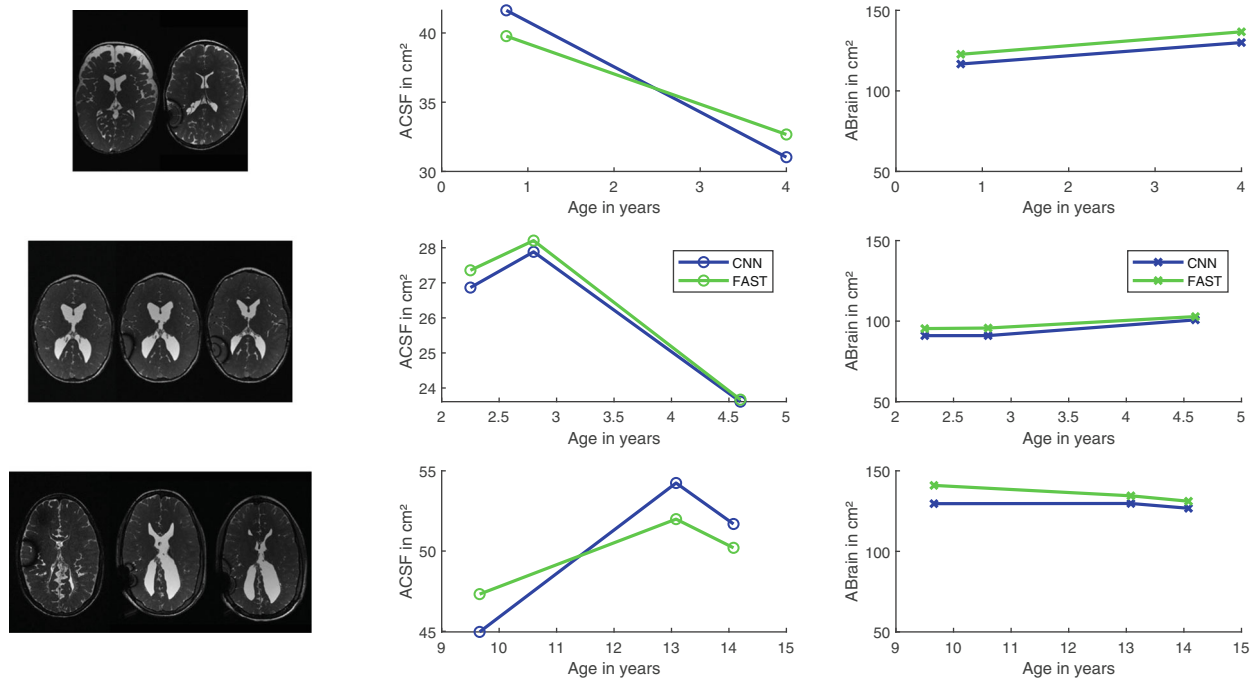 40
35
30
0 1 2 3 4
ACSF in cm²
Age in years
150
100
50
0 1 2 3 4
ABrain in cm²
Age in years
28
27
26
25
24
2 2.5 3 3.5 4 4.5 5
ACSF in cm²
Age in years
CNN
FAST
150
100
50
2 2.5 3 3.5 4 4.5 5
ABrain in cm²
Age in years
CNN
FAST
55
50
45
9 10 11 12 13 14 15
ACSF in cm²
Age in years
150
100
50
9 10 11 12 13 14 15
ABrain in cm²
Age in years